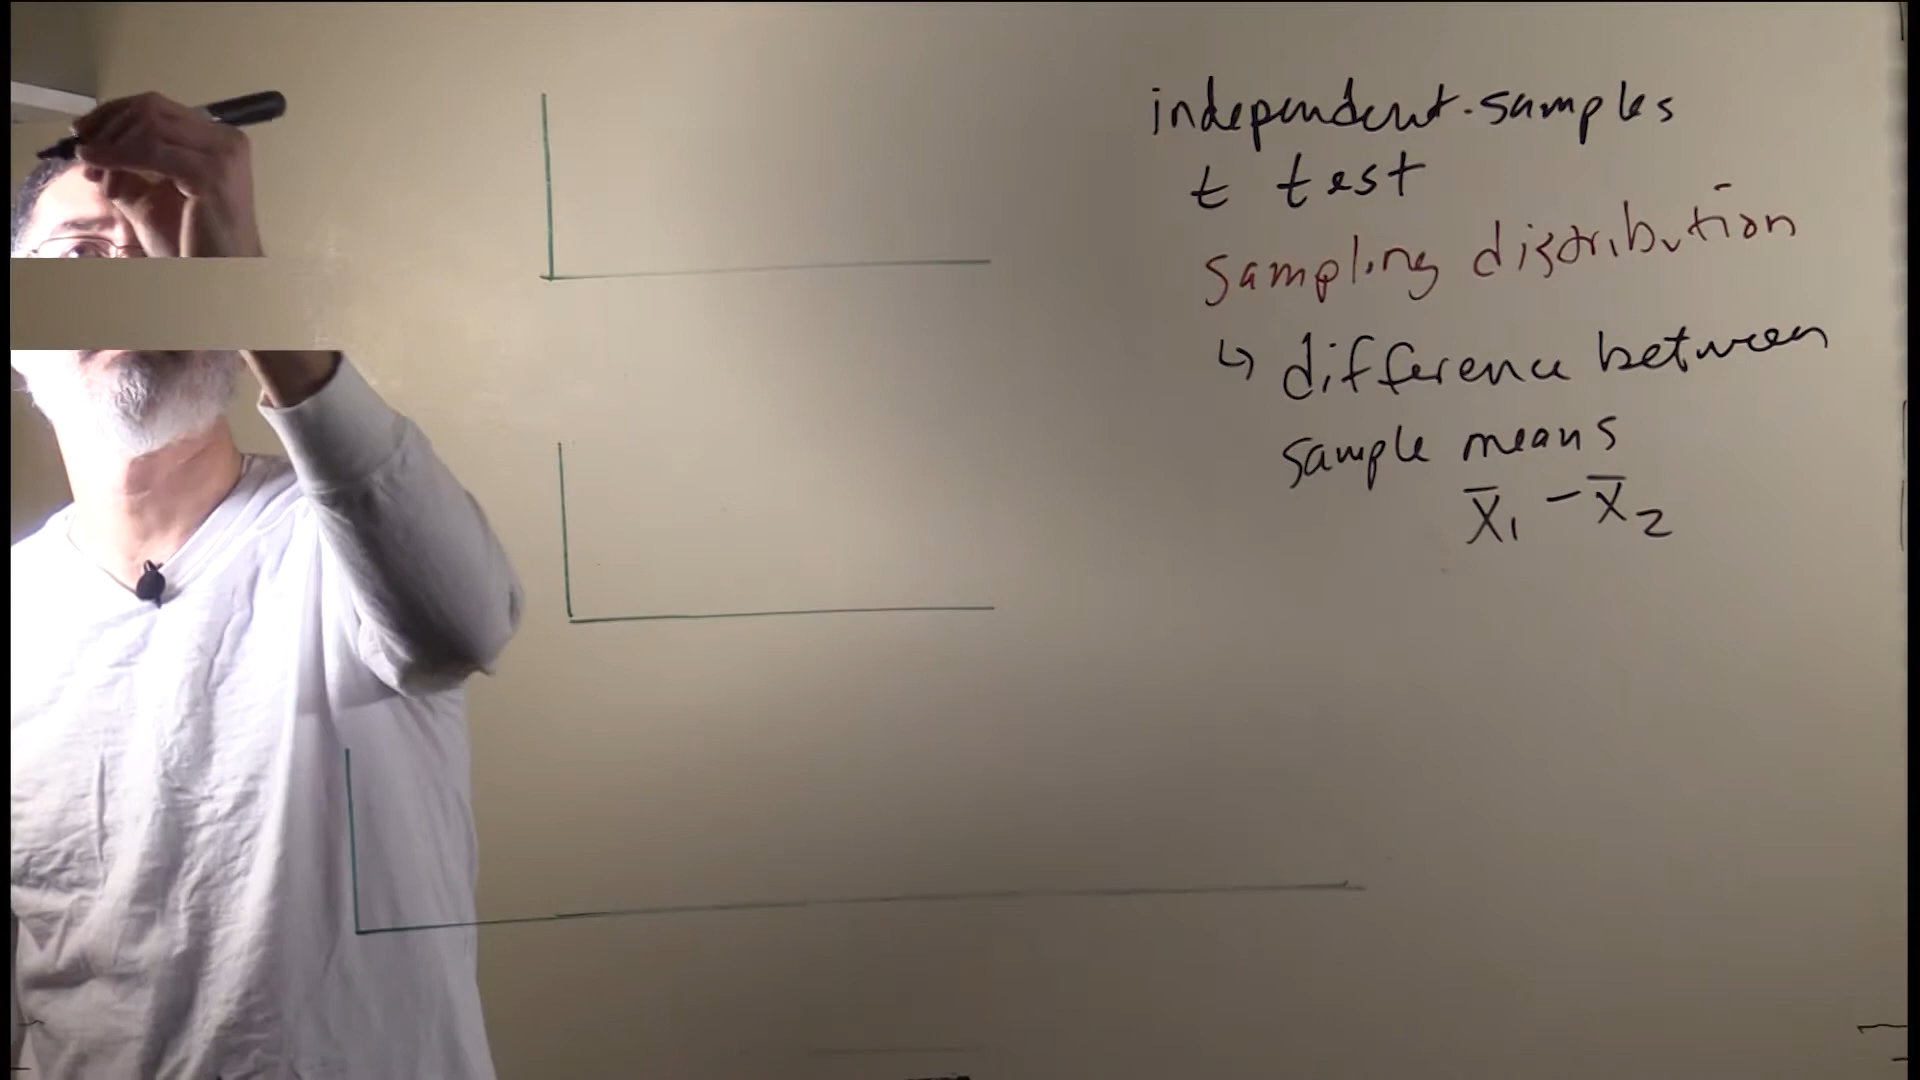 independent-samples
t test
sampling distribution
↳ difference between
sample means
X̄₁ - X̄₂